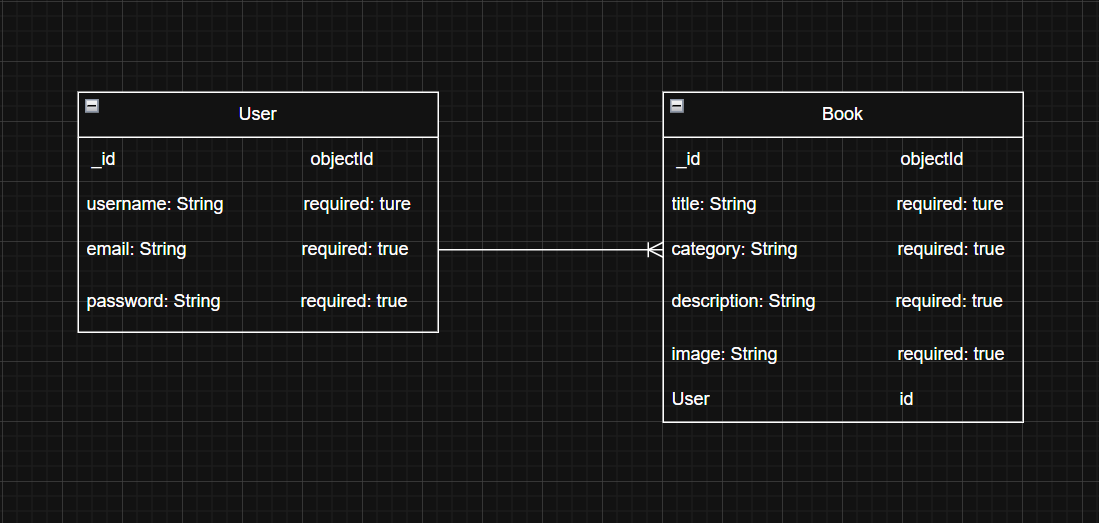 User
_id objectId
username: String required: ture
email: String required: true
password: String required: true
Book
_id objectId
title: String required: ture
category: String required: true
description: String required: true
image: String required: true
User id